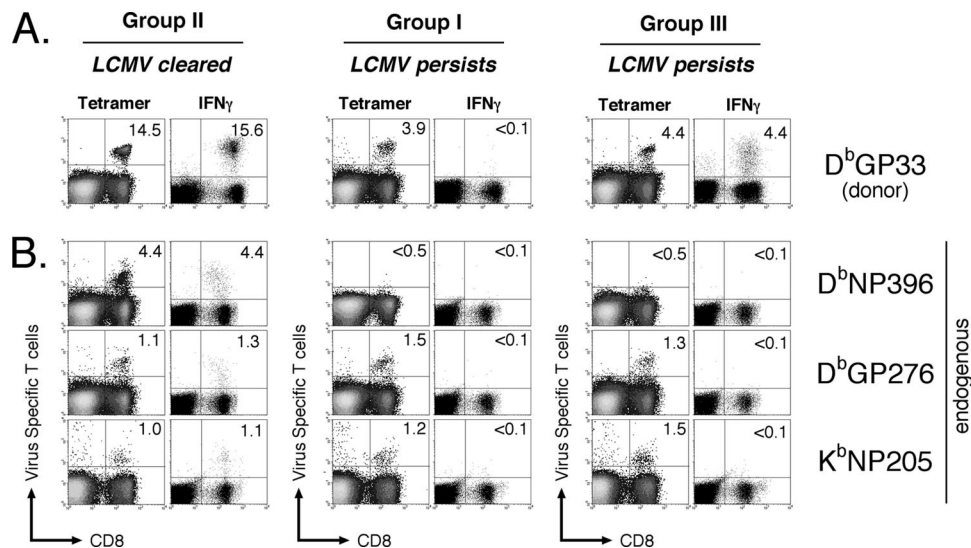 A.
Group II
Group I
Group III
LCMV cleared
LCMV persists
LCMV persists
Tetramer IFNγ Tetramer IFNγ Tetramer IFNγ
14.5 15.6 3.9 <0.1 4.4 4.4
DbGP33
(donor)
B.
4.4 4.4 <0.5 <0.1 <0.5 <0.1
DbNP396
1.1 1.3 1.5 <0.1 1.3 <0.1
DbGP276
1.0 1.1 1.2 <0.1 1.5 <0.1
KbNP205
endogenous
Virus Specific T cells
Virus Specific T cells
Virus Specific T cells
CD8
CD8
CD8